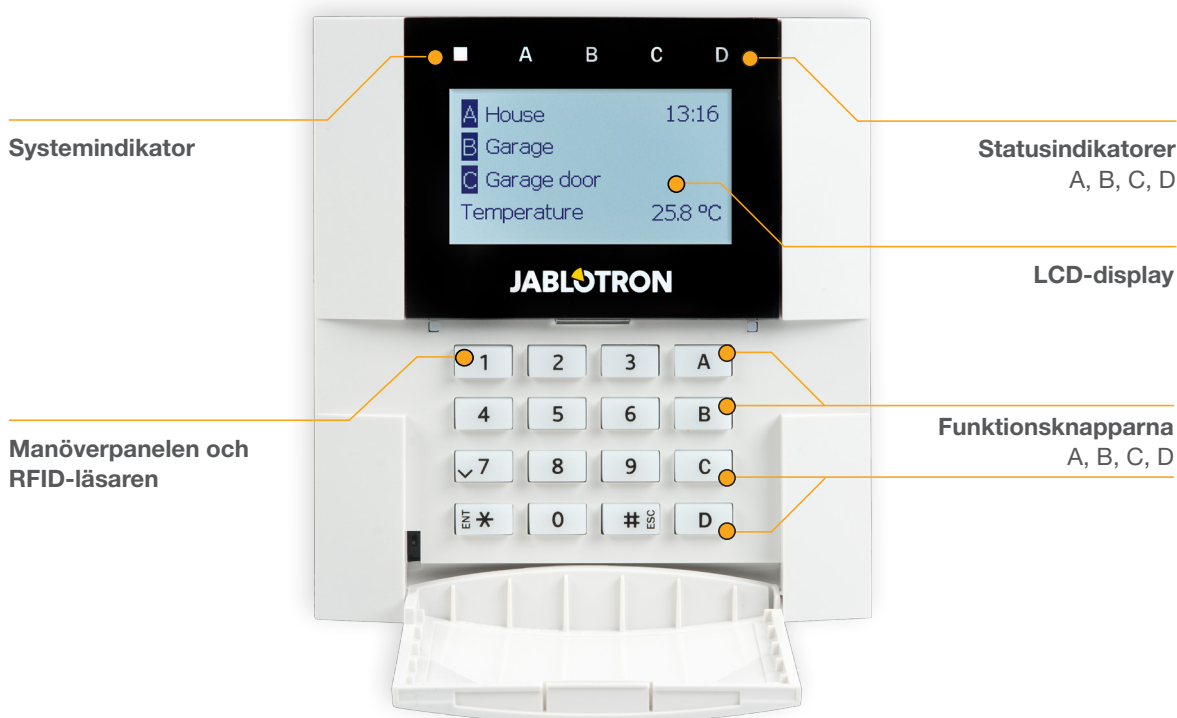 A B C D
A House 13:16
B Garage
C Garage door
Temperature 25.8 ºC
JABLOTRON
Systemindikator
Statusindikatorer
A, B, C, D
LCD-display
1 2 3 A
4 5 6 B
7 8 9 C
ENT * 0 # ESC D
Manöverpanelen och
RFID-läsaren
Funktionsknapparna
A, B, C, D